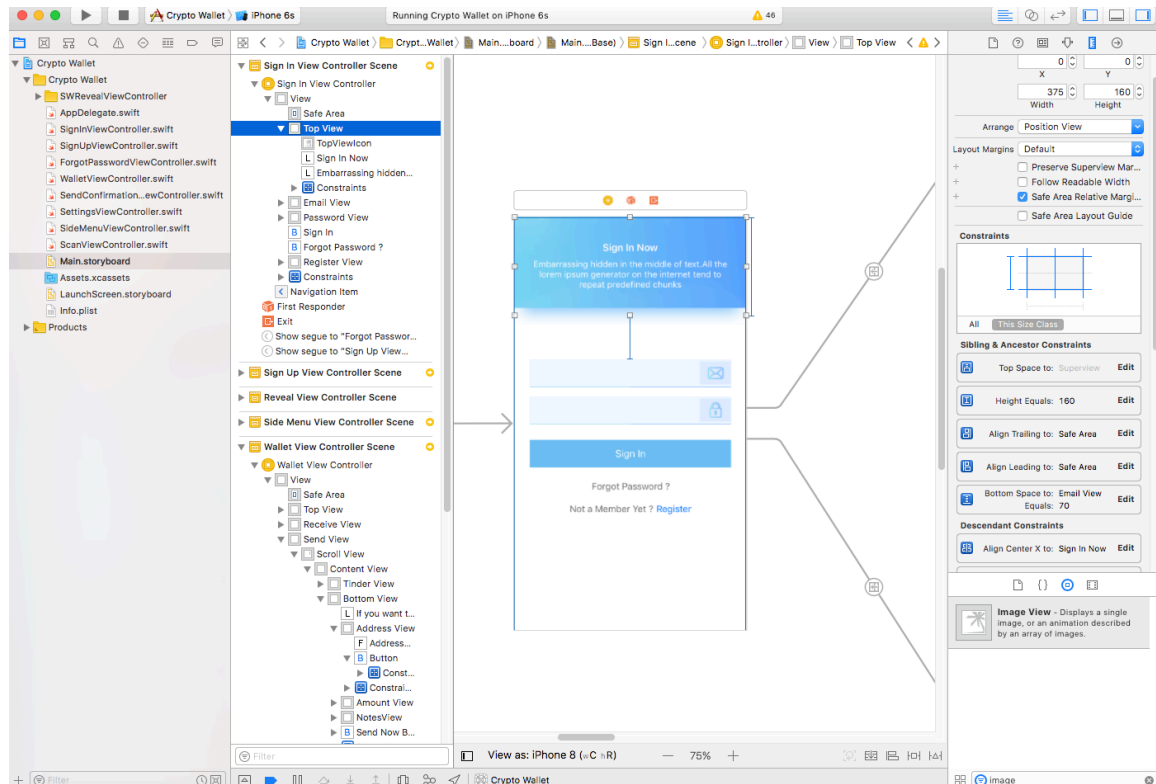 Crypto Wallet
iPhone 6s
Running Crypto Wallet on iPhone 6s
46
Crypto Wallet
Crypt...Wallet
Main....board
Main....Base)
Sign I...cene
Sign I...troller
View
Top View
Crypto Wallet
Crypto Wallet
SWRevealViewController
AppDelegate.swift
SignInViewController.swift
SignUpViewController.swift
ForgotPasswordViewController.swift
WalletViewController.swift
SendConfirmation...ewController.swift
SettingsViewController.swift
SideMenuViewController.swift
ScanViewController.swift
Main.storyboard
Assets.xcassets
LaunchScreen.storyboard
Info.plist
Products
Filter
Sign In View Controller Scene
Sign In View Controller
View
Safe Area
Top View
TopViewIcon
L Sign In Now
L Embarrassing hidden...
Constraints
Email View
Password View
B Sign In
B Forgot Password ?
Register View
Constraints
Navigation Item
First Responder
Exit
Show segue to "Forgot Passwor...
Show segue to "Sign Up View...
Sign Up View Controller Scene
Reveal View Controller Scene
Side Menu View Controller Scene
Wallet View Controller Scene
Wallet View Controller
View
Safe Area
Top View
Receive View
Send View
Scroll View
Content View
Tinder View
Bottom View
L If you want t...
Address View
F Address...
B Button
Const...
Constrai...
Amount View
NotesView
B Send Now B...
Filter
Sign In Now
Embarrassing hidden in the middle of text.All the
lorem ipsum generator on the internet tend to
repeat predefined chunks
Sign In
Forgot Password ?
Not a Member Yet ? Register
View as: iPhone 8 (wC hR)
75%
Crypto Wallet
0 0
X Y
375 160
Width Height
Arrange Position View
Layout Margins Default
Preserve Superview Mar...
Follow Readable Width
Safe Area Relative Margi...
Safe Area Layout Guide
Constraints
All This Size Class
Sibling & Ancestor Constraints
Top Space to: Superview Edit
Height Equals: 160 Edit
Align Trailing to: Safe Area Edit
Align Leading to: Safe Area Edit
Bottom Space to: Email View
Equals: 70 Edit
Descendant Constraints
Align Center X to: Sign In Now Edit
Image View - Displays a single
image, or an animation described
by an array of images.
image